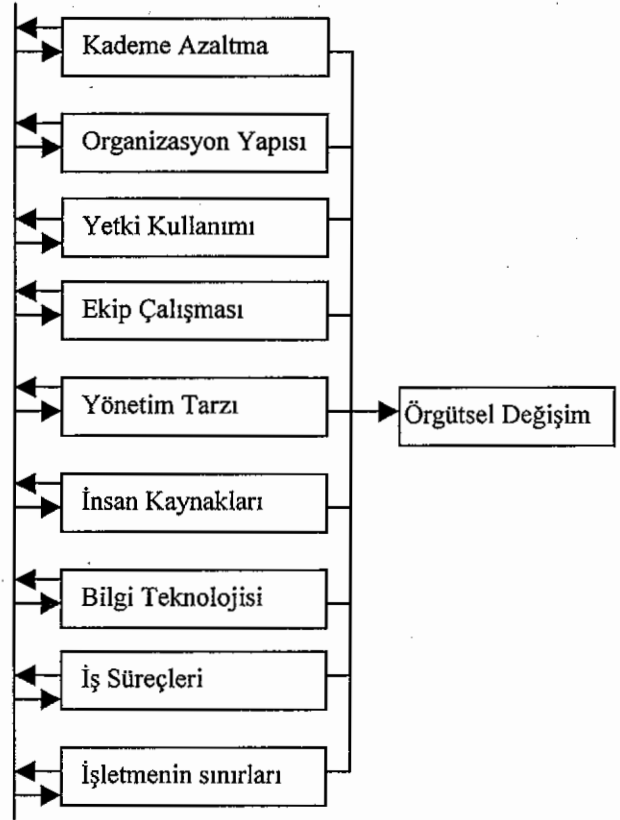 Kademe Azaltma
Organizasyon Yapısı
Yetki Kullanımı
Ekip Çalışması
Yönetim Tarzı
Örgütsel Değişim
İnsan Kaynakları
Bilgi Teknolojisi
İş Süreçleri
İşletmenin sınırları